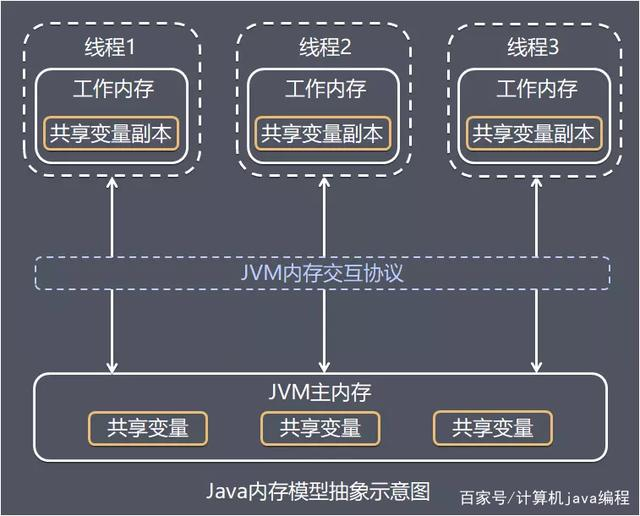 线程1
线程2
线程3
工作内存
工作内存
工作内存
共享变量副本
共享变量副本
共享变量副本
JVM内存交互协议
JVM主内存
共享变量
共享变量
共享变量
Java内存模型抽象示意图
百家号/计算机java编程